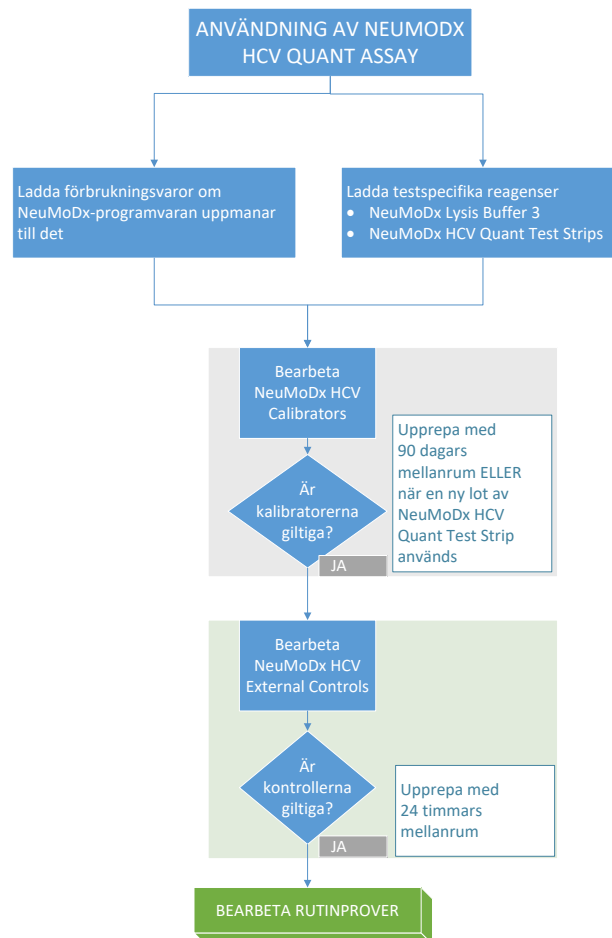 ANVÄNDNING AV NEUMODX
HCV QUANT ASSAY
Ladda förbrukningsvaror om
NeuMoDx-programvaran uppmanar
till det
Ladda testspecifika reagenser
• NeuMoDx Lysis Buffer 3
• NeuMoDx HCV Quant Test Strips
Bearbeta
NeuMoDx HCV
Calibrators
Upprepa med
90 dagars
mellanrum ELLER
när en ny lot av
NeuMoDx HCV
Quant Test Strip
används
Är
kalibratorerna
giltiga?
JA
Bearbeta
NeuMoDx HCV
External Controls
Är
kontrollerna
giltiga?
Upprepa med
24 timmars
mellanrum
JA
BEARBETA RUTINPROVER